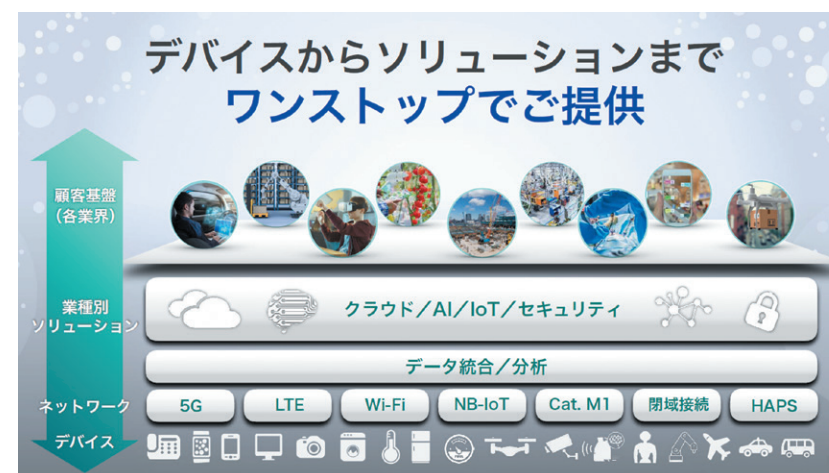 デバイスからソリューションまで
ワンストップでご提供
顧客基盤
（各業界）
業種別
ソリューション
クラウド／AI／IoT／セキュリティ
データ統合／分析
ネットワーク
5G
LTE
Wi-Fi
NB-IoT
Cat. M1
閉域接続
HAPS
デバイス